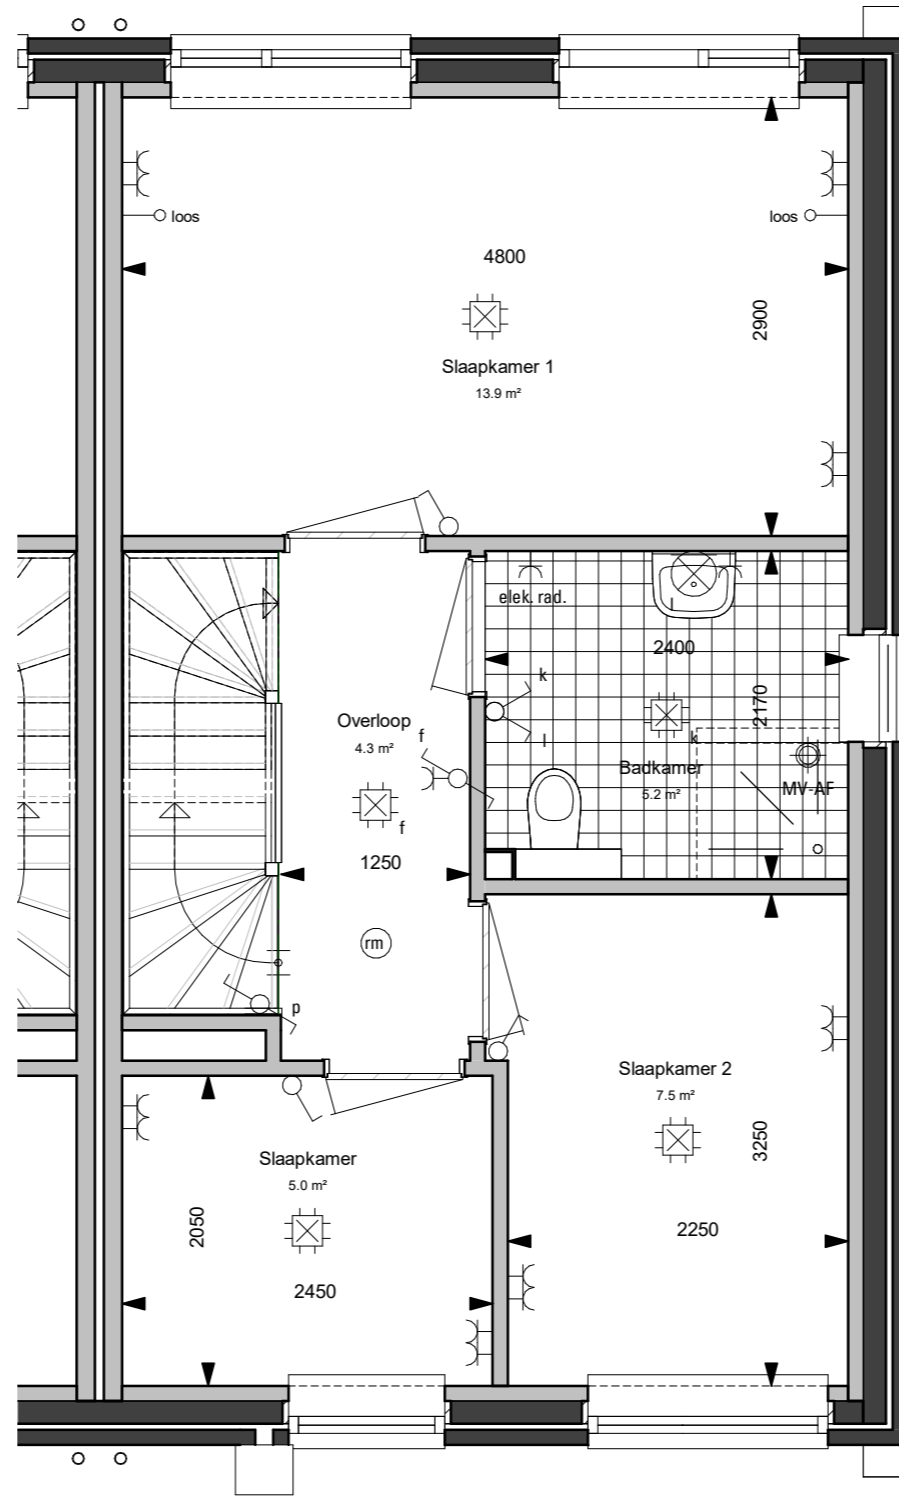 loos
loos
4800
2900
Slaapkamer 1
13.9 m²
elek. rad.
l
2400
k
2170
Overloop
4.3 m²
f
k
l
Badkamer
5.2 m²
MV-AF
f
1250
rm
p
Slaapkamer 2
7.5 m²
3250
Slaapkamer
5.0 m²
2050
2250
2450